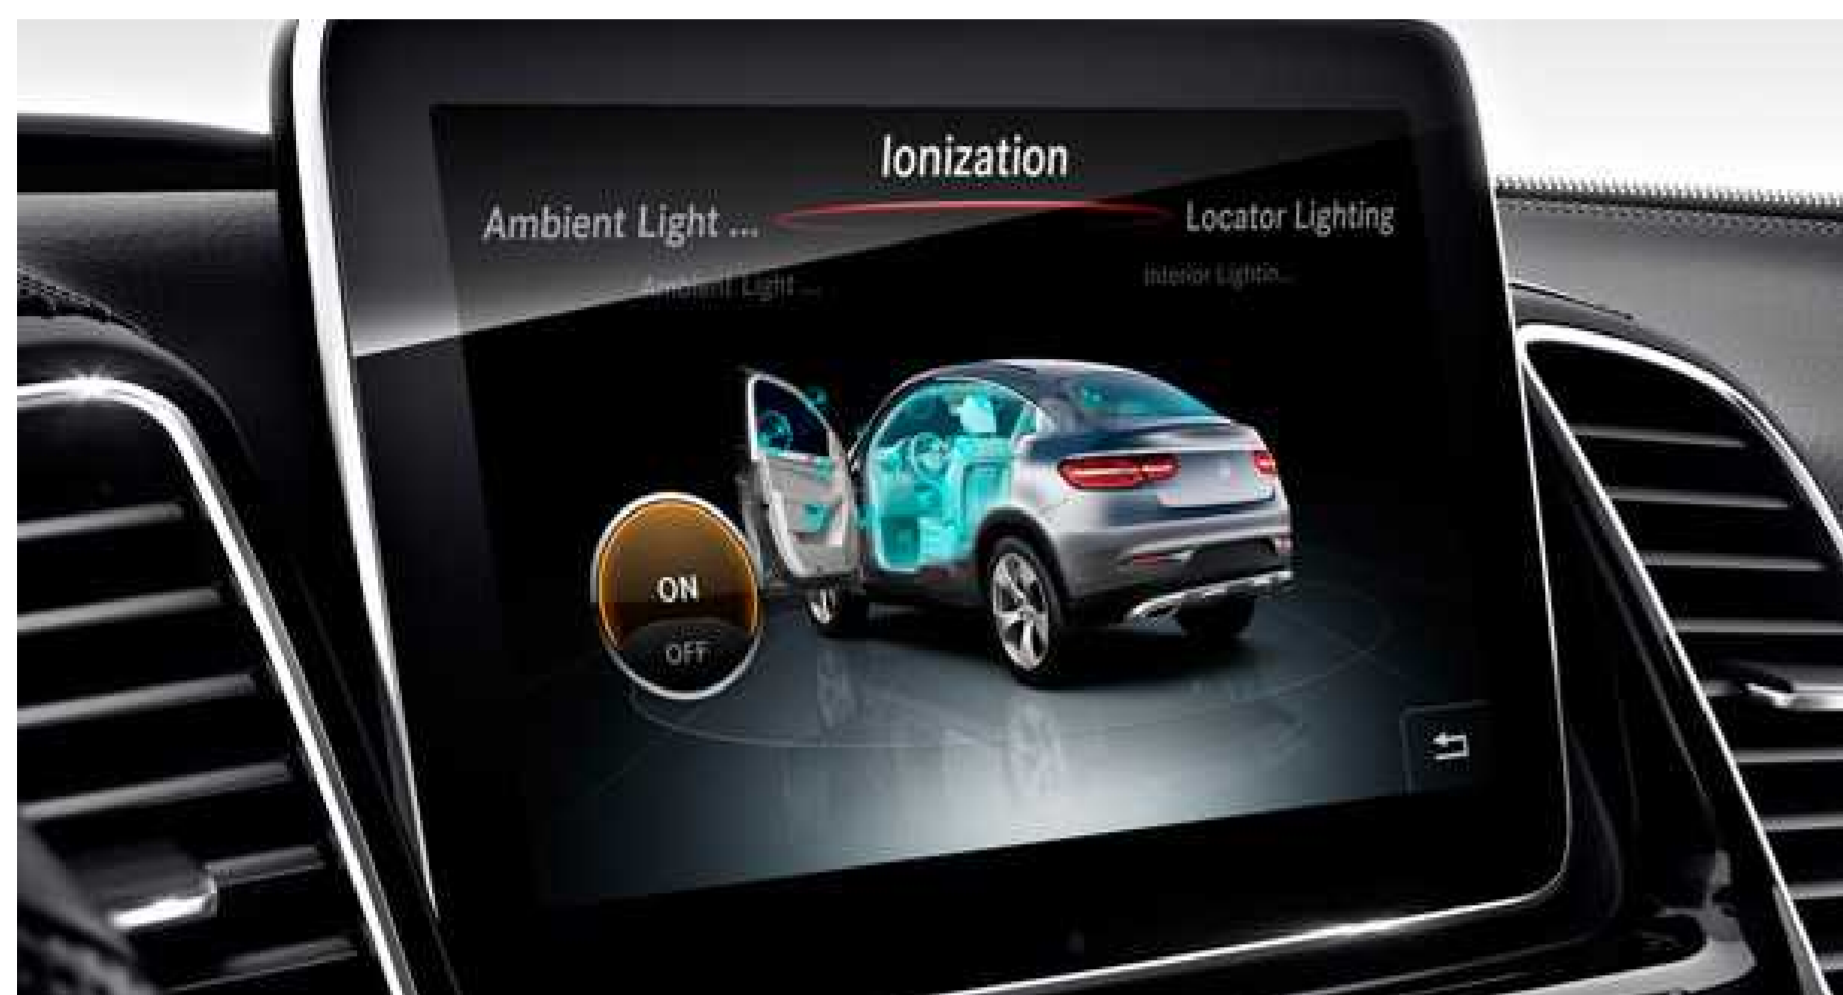 Ionization
Ambient Light ...
Locator Lighting
Ambient Light ...
Interior Lightin...
ON
OFF